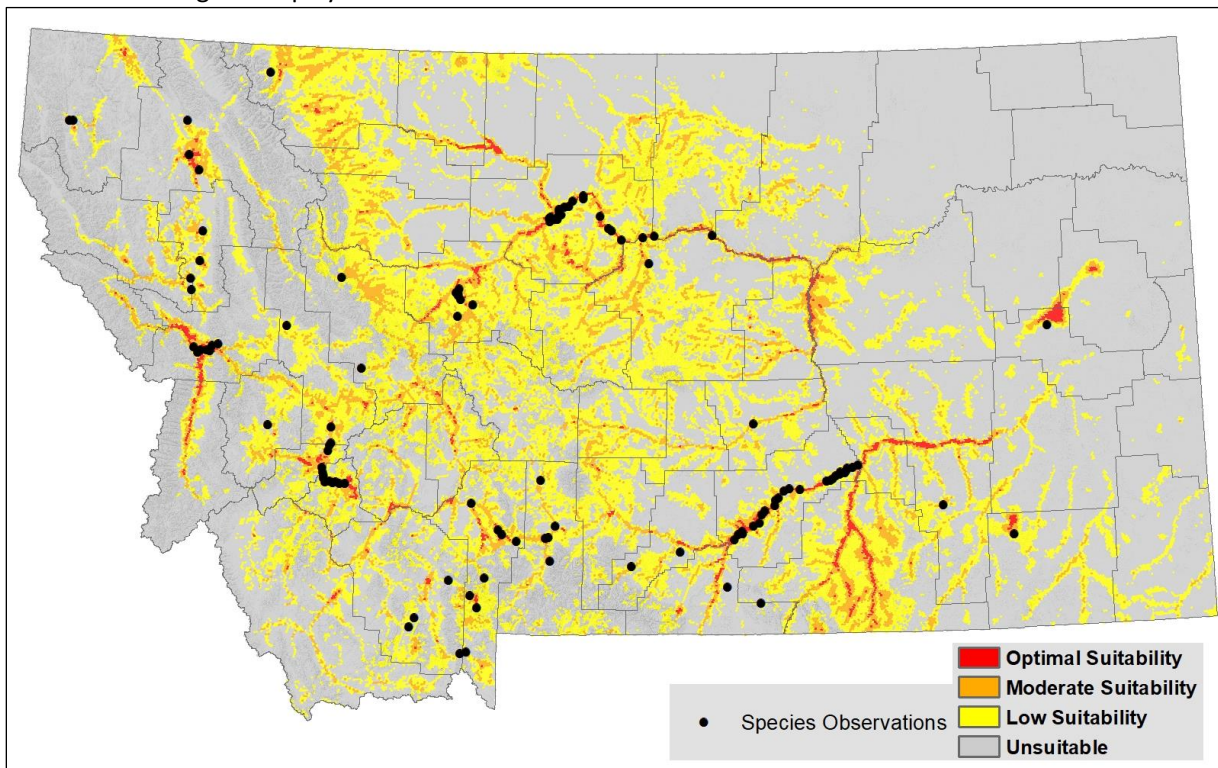 Optimal Suitability
Moderate Suitability
Species Observations
Low Suitability
Unsuitable